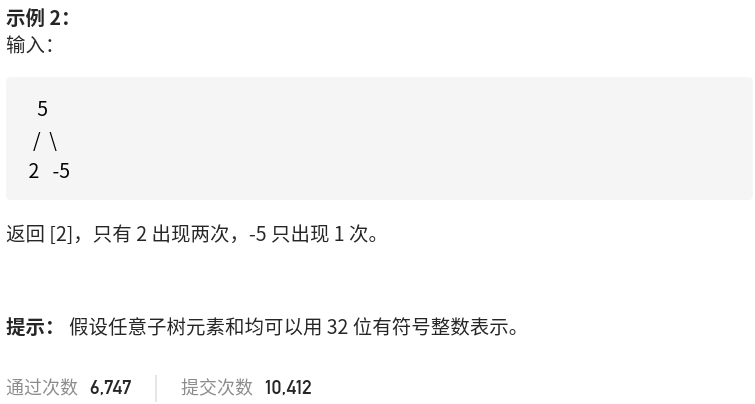 示例 2：
输入：
5
/ \
2 -5
返回 [2]，只有 2 出现两次，-5 只出现 1 次。
提示： 假设任意子树元素和均可以用 32 位有符号整数表示。
通过次数 6,747 提交次数 10,412